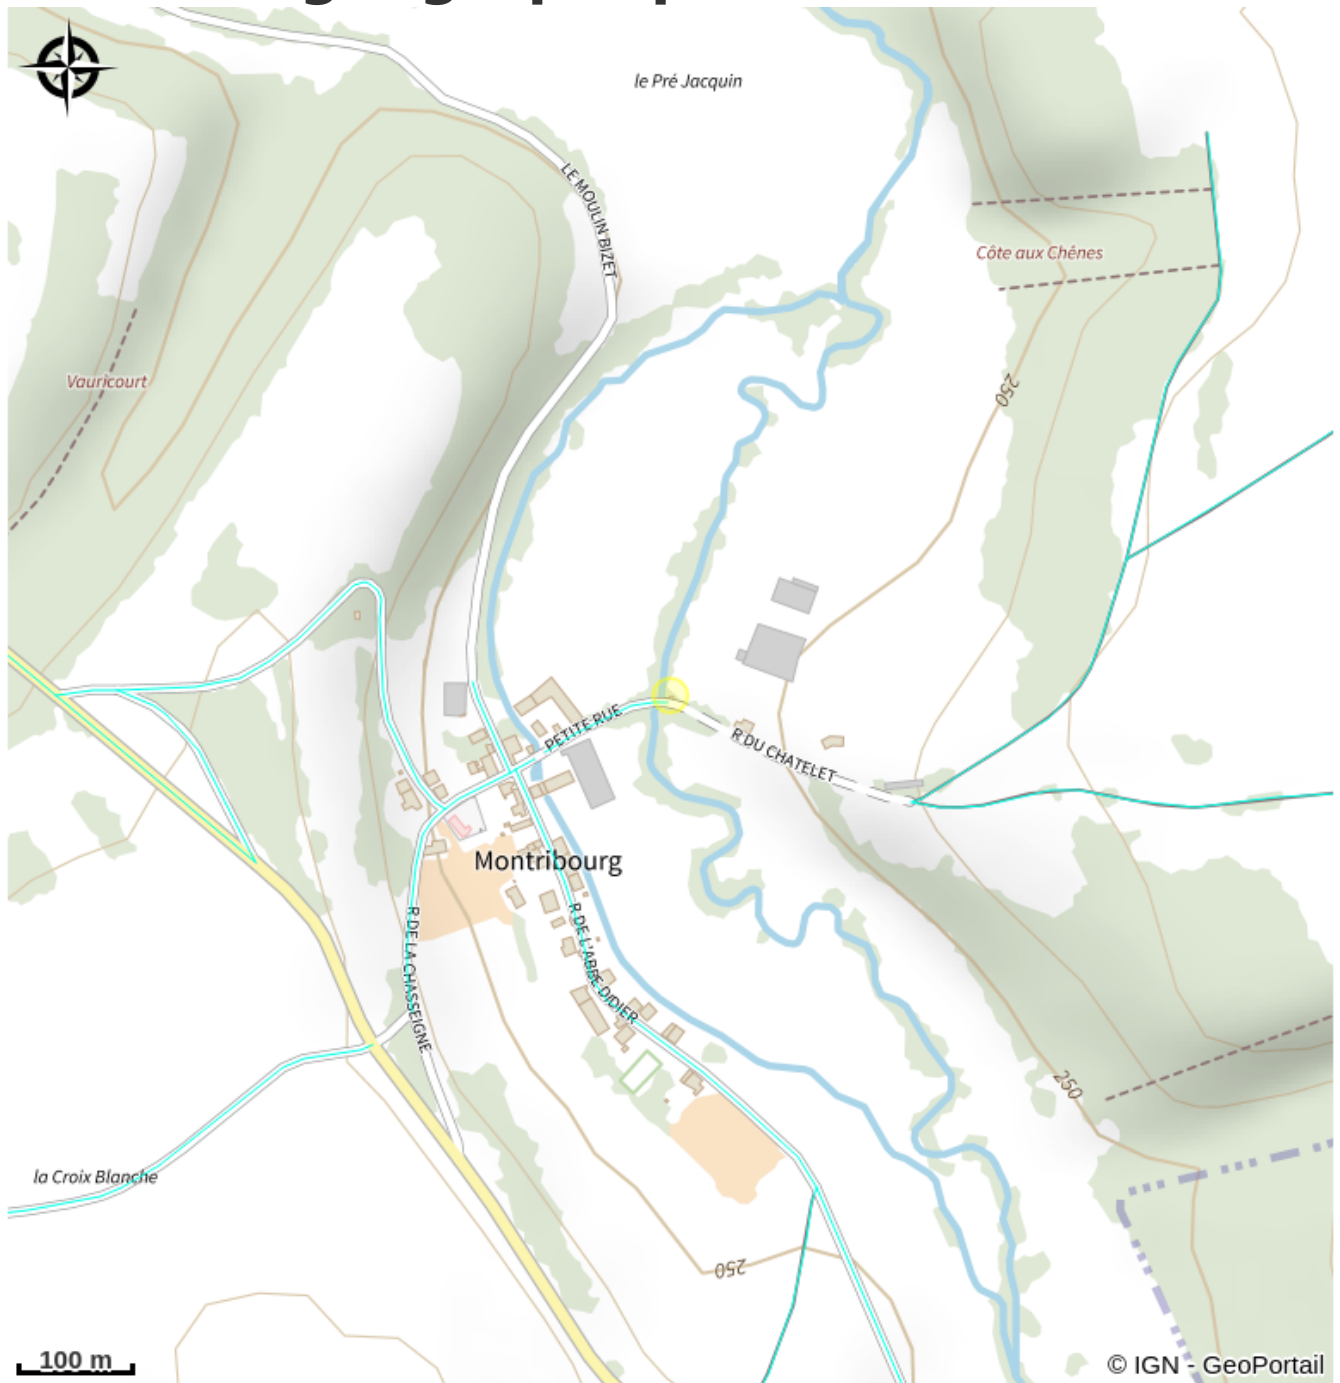 le Pré Jacquin
LE MOULIN BIZET
Côte aux Chênes
Vauricourt
250
PETITE RUE
R DU CHATELET
Montribourg
R DE LA CHASSEIGNE
R DE L'ABBE DIDIER
250
la Croix Blanche
250
100 m
© IGN - GeoPortail